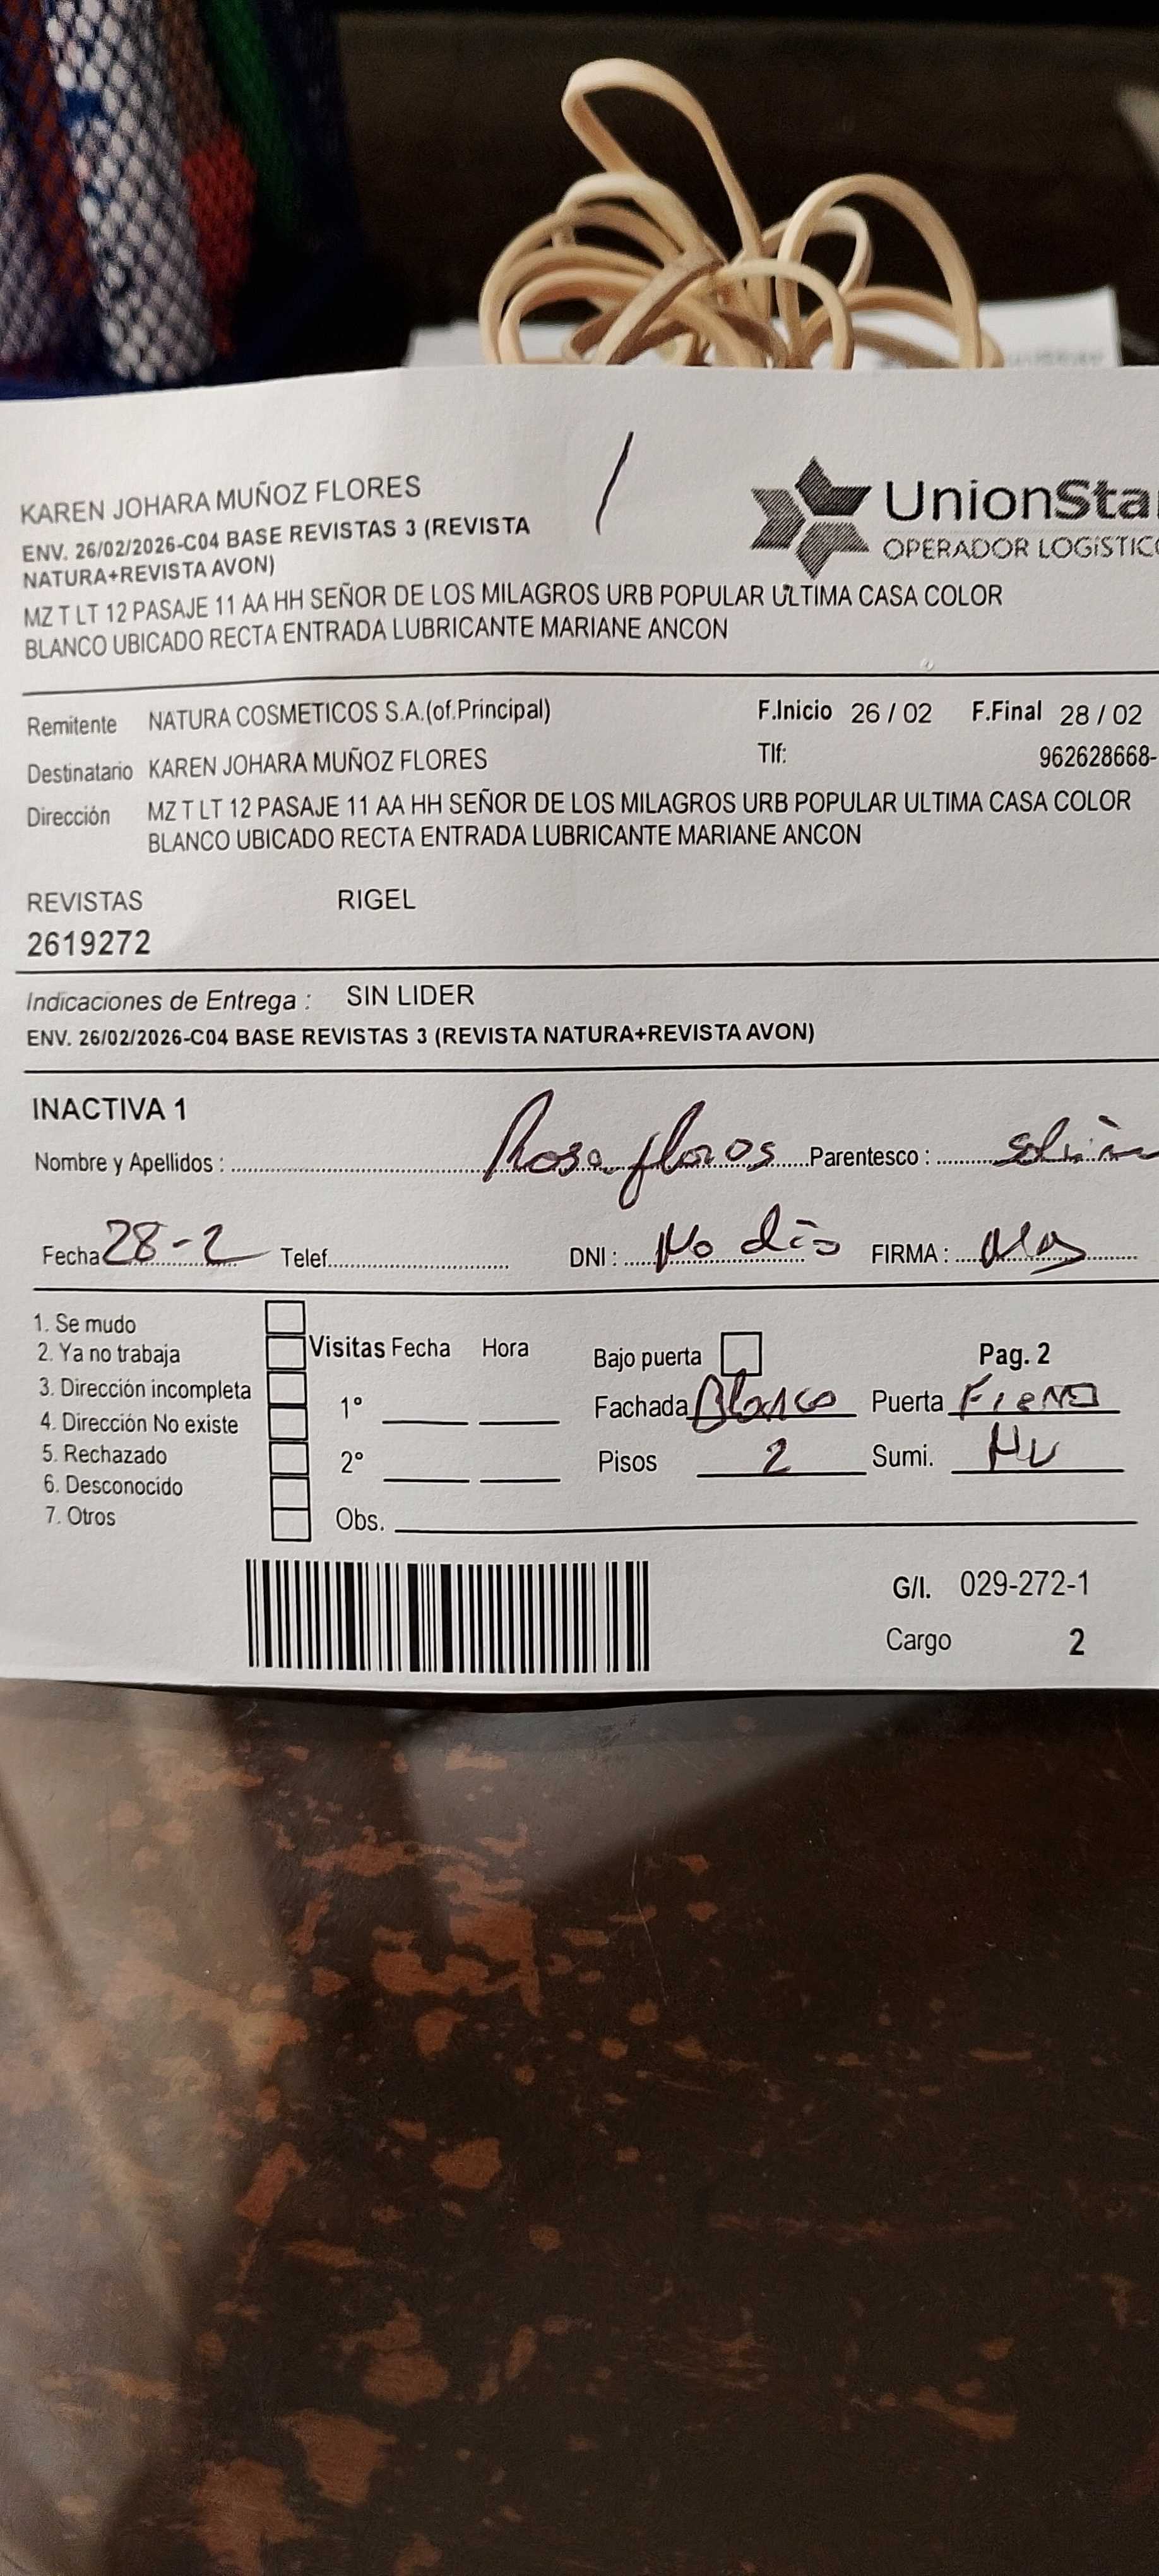 KAREN JOHARA MUÑOZ FLORES
ENV. 26/02/2026-C04 BASE REVISTAS 3 (REVISTA
NATURA+REVISTA AVON)
MZ T LT 12 PASAJE 11 AA HH SEÑOR DE LOS MILAGROS URB POPULAR ULTIMA CASA COLOR
BLANCO UBICADO RECTA ENTRADA LUBRICANTE MARIANE ANCON
UnionSta
OPERADOR LOGíSTIC
Remitente NATURA COSMETICOS S.A.(of.Principal) F.Inicio 26 / 02 F.Final 28 / 02
Destinatario KAREN JOHARA MUÑOZ FLORES Tlf: 962628668-
Dirección MZ T LT 12 PASAJE 11 AA HH SEÑOR DE LOS MILAGROS URB POPULAR ULTIMA CASA COLOR
BLANCO UBICADO RECTA ENTRADA LUBRICANTE MARIANE ANCON
REVISTAS RIGEL
2619272
Indicaciones de Entrega : SIN LIDER
ENV. 26/02/2026-C04 BASE REVISTAS 3 (REVISTA NATURA+REVISTA AVON)
INACTIVA 1
Nombre y Apellidos : Rosa flores Parentesco :
Fecha 28-2 Telef. DNI : No dio FIRMA :
1. Se mudo
2. Ya no trabaja Visitas Fecha Hora Bajo puerta Pag. 2
3. Dirección incompleta 1° Fachada Blanco Puerta Fierro
4. Dirección No existe
5. Rechazado 2° Pisos 2 Sumi.
6. Desconocido
7. Otros Obs.
G/I. 029-272-1
Cargo 2